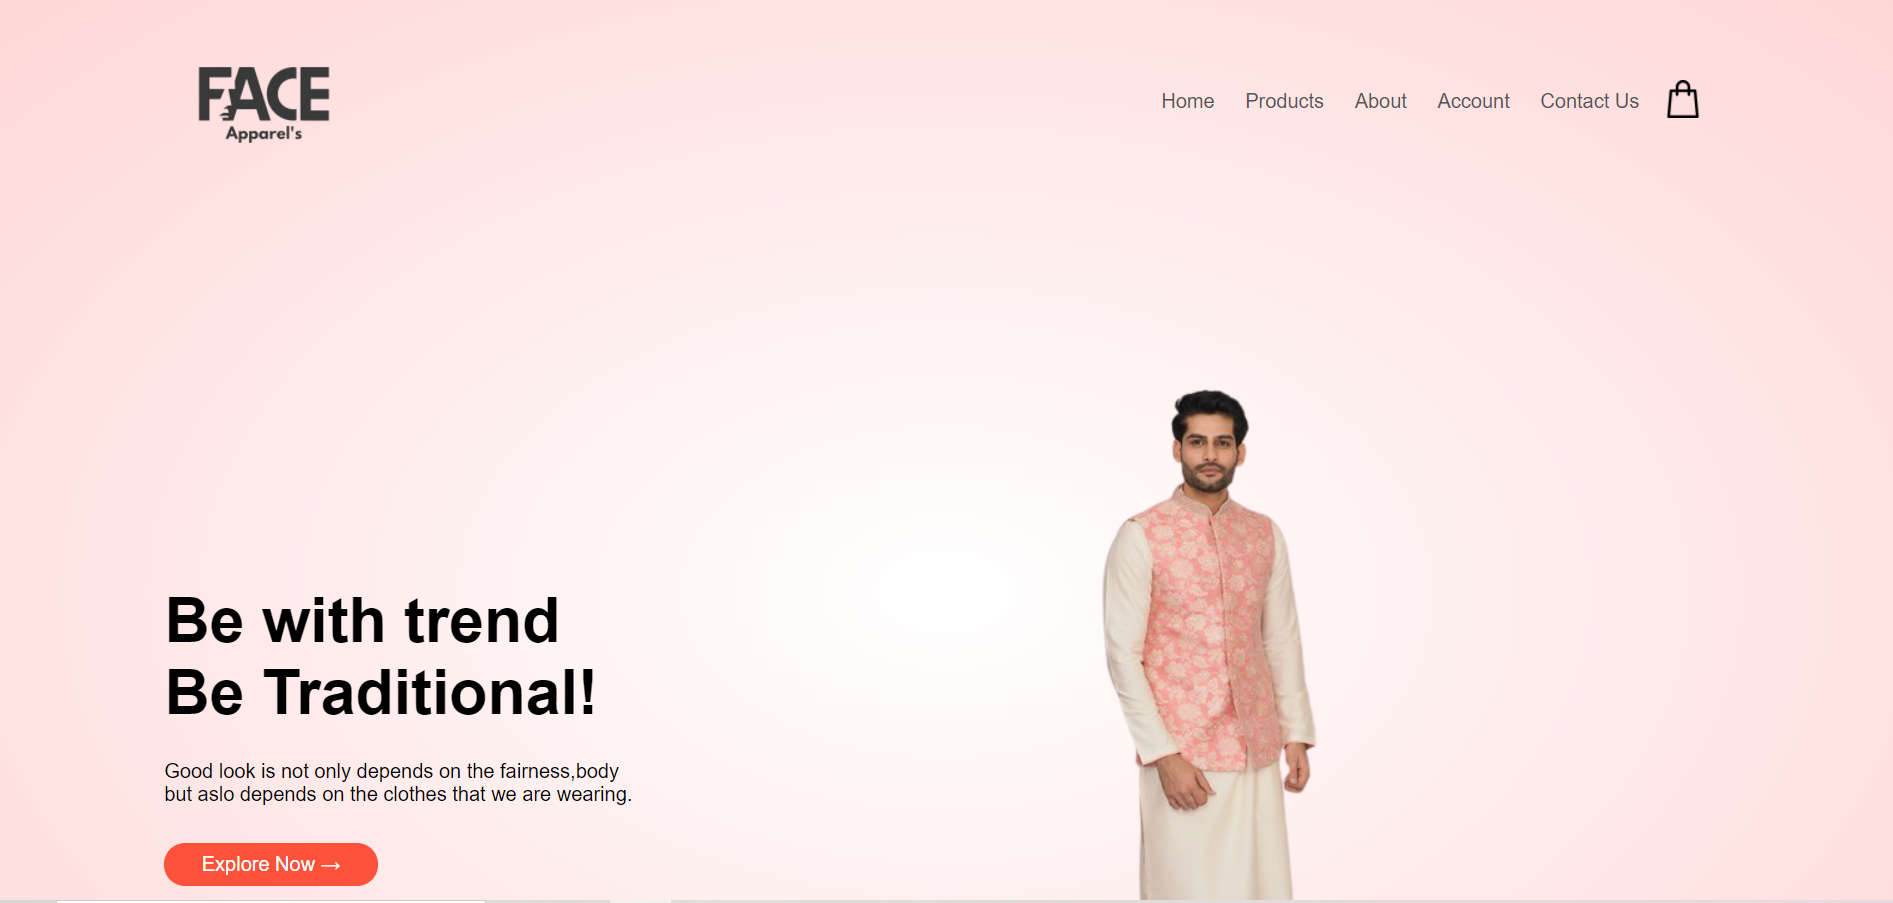 FACE
Apparel's
Home Products About Account Contact Us
Be with trend
Be Traditional!
Good look is not only depends on the fairness,body
but aslo depends on the clothes that we are wearing.
Explore Now →